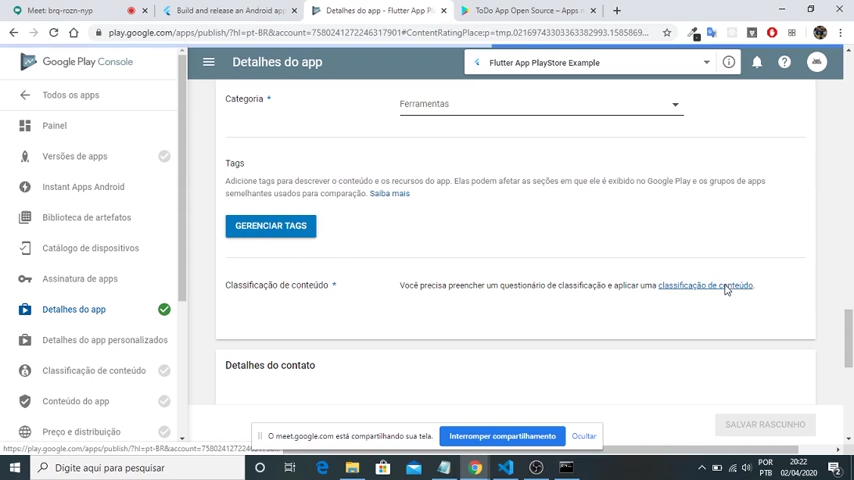 Meet: brq-rozn-nyp
Build and release an Android app
Detalhes do app - Flutter App Pl
ToDo App Open Source – Apps n
play.google.com/apps/publish/?hl=pt-BR&account=7580241272246317901#ContentRatingPlace:p=tmp.02169743303363382993.1585869
Google Play Console
Detalhes do app
Flutter App PlayStore Example
Todos os apps
Painel
Versões de apps
Instant Apps Android
Biblioteca de artefatos
Catálogo de dispositivos
Assinatura de apps
Detalhes do app
Detalhes do app personalizados
Classificação de conteúdo
Conteúdo do app
Preço e distribuição
Categoria *
Ferramentas
Tags
Adicione tags para descrever o conteúdo e os recursos do app. Elas podem afetar as seções em que ele é exibido no Google Play e os grupos de apps
semelhantes usados para comparação. Saiba mais
GERENCIAR TAGS
Classificação de conteúdo *
Você precisa preencher um questionário de classificação e aplicar uma classificação de conteúdo.
Detalhes do contato
SALVAR RASCUNHO
O meet.google.com está compartilhando sua tela.
Interromper compartilhamento
Ocultar
Digite aqui para pesquisar
POR
PTB
20:22
02/04/2020
2